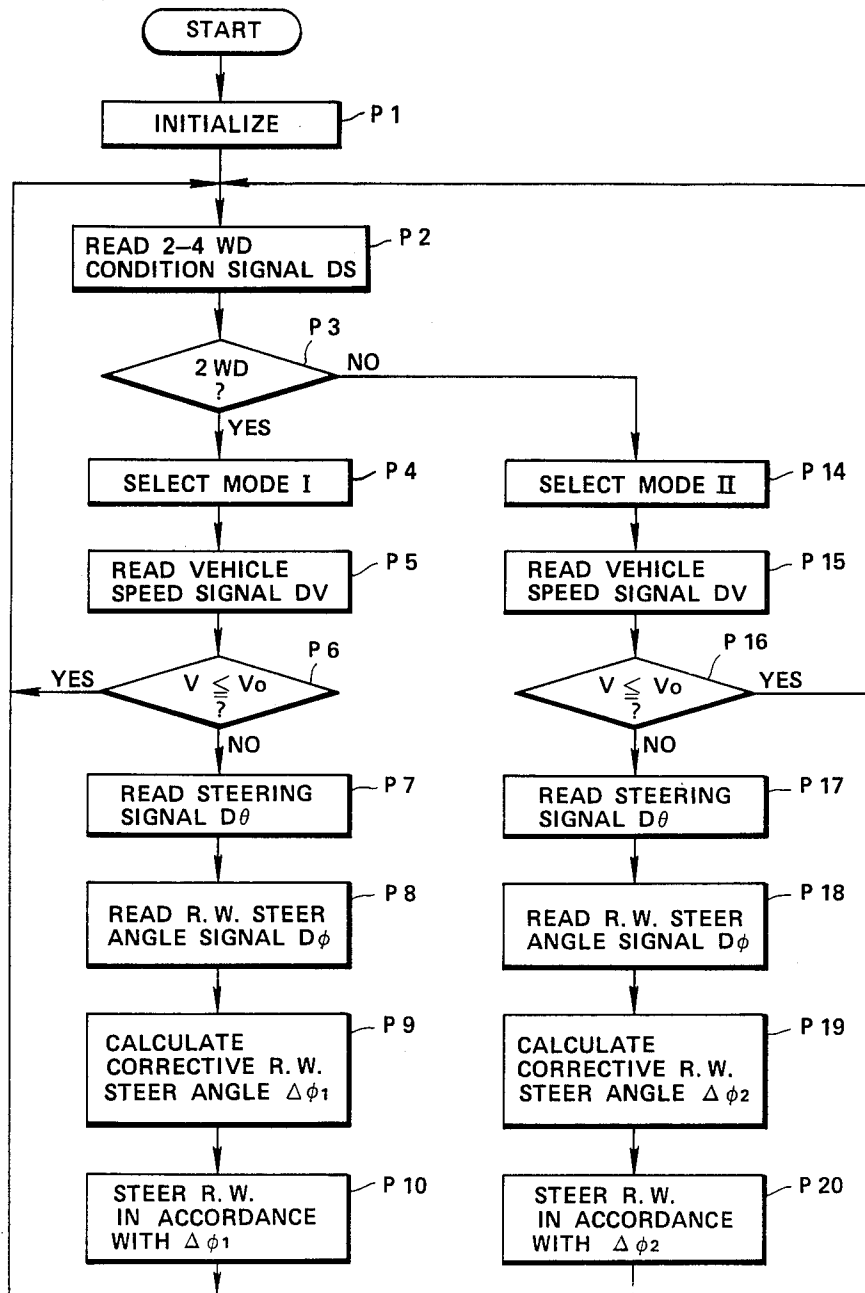 START
INITIALIZE
P 1
READ 2–4 WD
CONDITION SIGNAL DS
P 2
2 WD
?
P 3
NO
YES
SELECT MODE I
P 4
READ VEHICLE
SPEED SIGNAL DV
P 5
V ≦ Vo
?
P 6
YES
NO
READ STEERING
SIGNAL Dθ
P 7
READ R.W. STEER
ANGLE SIGNAL Dϕ
P 8
CALCULATE
CORRECTIVE R.W.
STEER ANGLE Δϕ1
P 9
STEER R.W.
IN ACCORDANCE
WITH Δϕ1
P 10
SELECT MODE II
P 14
READ VEHICLE
SPEED SIGNAL DV
P 15
V ≦ Vo
?
P 16
YES
NO
READ STEERING
SIGNAL Dθ
P 17
READ R.W. STEER
ANGLE SIGNAL Dϕ
P 18
CALCULATE
CORRECTIVE R.W.
STEER ANGLE Δϕ2
P 19
STEER R.W.
IN ACCORDANCE
WITH Δϕ2
P 20